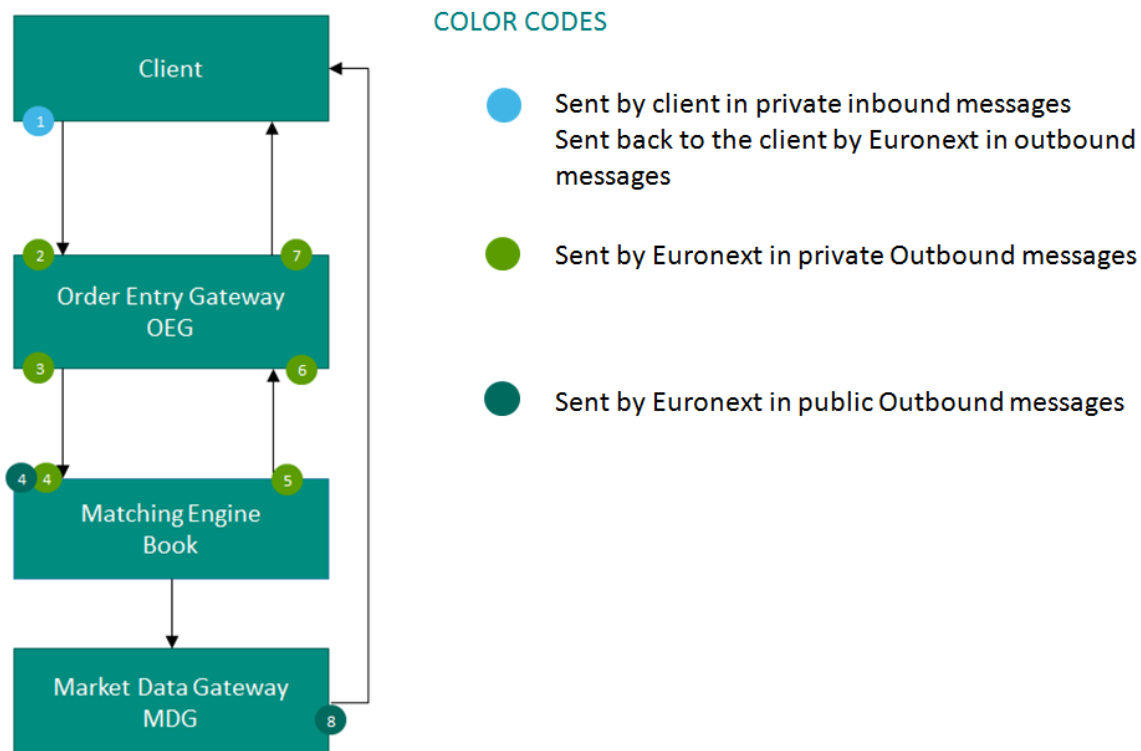 COLOR CODES
Client
1
Sent by client in private inbound messages
Sent back to the client by Euronext in outbound
messages
2
7
Sent by Euronext in private Outbound messages
Order Entry Gateway
OEG
3
6
Sent by Euronext in public Outbound messages
4
4
5
Matching Engine
Book
Market Data Gateway
MDG
8